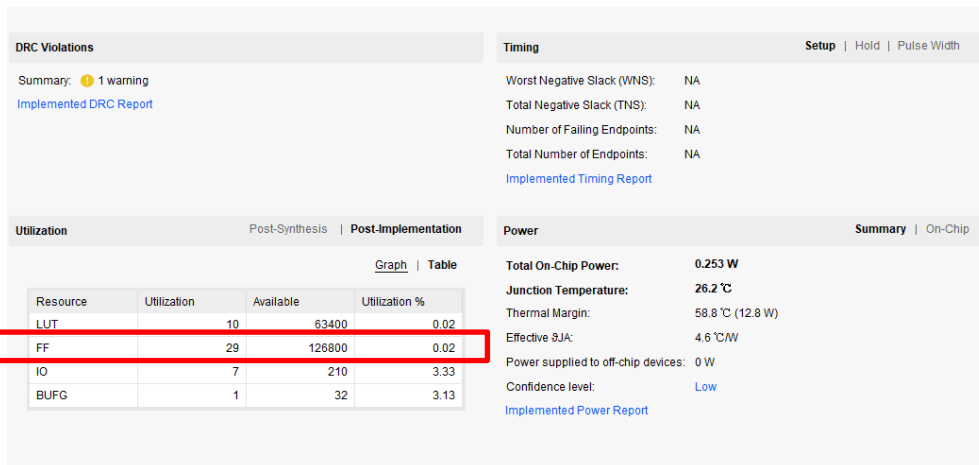 DRC Violations
Summary: 1 warning
Implemented DRC Report
Timing Setup | Hold | Pulse Width
Worst Negative Slack (WNS): NA
Total Negative Slack (TNS): NA
Number of Failing Endpoints: NA
Total Number of Endpoints: NA
Implemented Timing Report
Utilization Post-Synthesis | Post-Implementation
Graph | Table
Resource Utilization Available Utilization %
LUT 10 63400 0.02
FF 29 126800 0.02
IO 7 210 3.33
BUFG 1 32 3.13
Power Summary | On-Chip
Total On-Chip Power: 0.253 W
Junction Temperature: 26.2 °C
Thermal Margin: 58.8 °C (12.8 W)
Effective ϑJA: 4.6 °C/W
Power supplied to off-chip devices: 0 W
Confidence level: Low
Implemented Power Report